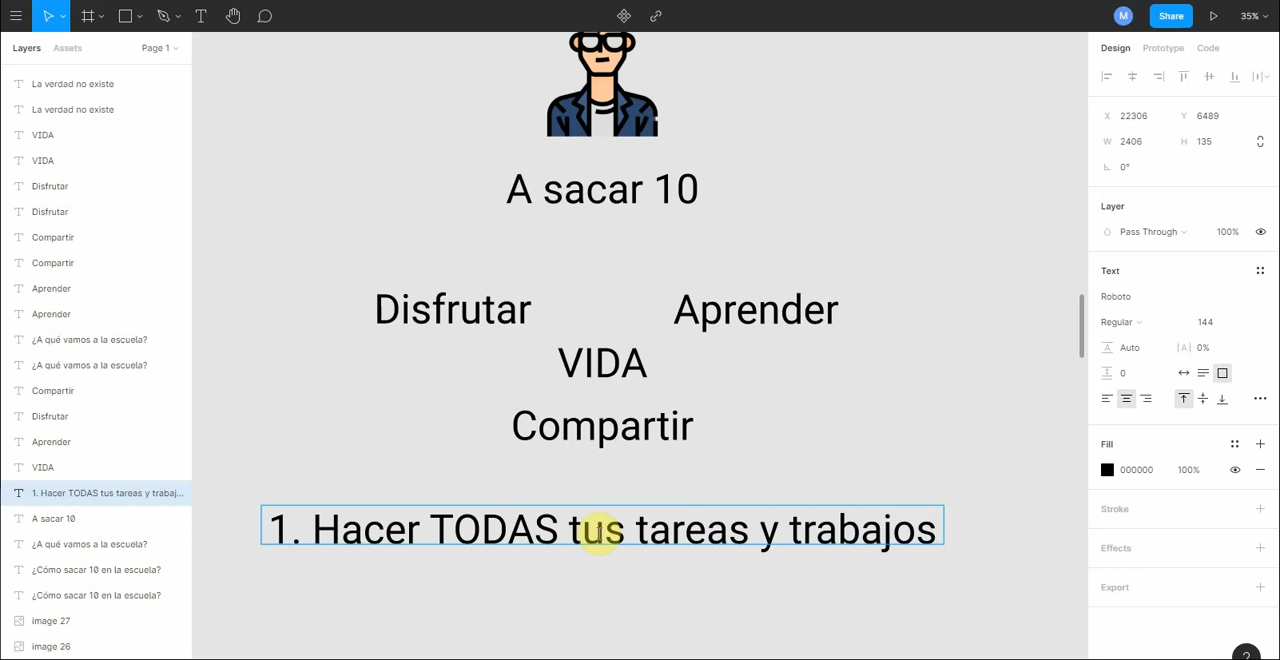 M
Share
35%
Layers
Assets
Page 1
Design
Prototype
Code
La verdad no existe
La verdad no existe
VIDA
VIDA
Disfrutar
Disfrutar
Compartir
Compartir
Aprender
Aprender
¿A qué vamos a la escuela?
¿A qué vamos a la escuela?
Compartir
Disfrutar
Aprender
VIDA
1. Hacer TODAS tus tareas y trabaj...
A sacar 10
¿A qué vamos a la escuela?
¿Cómo sacar 10 en la escuela?
¿Cómo sacar 10 en la escuela?
image 27
image 26
A sacar 10
Disfrutar Aprender
VIDA
Compartir
1. Hacer TODAS tus tareas y trabajos
X 22306 Y 6489
W 2406 H 135
0°
Layer
Pass Through 100%
Text
Roboto
Regular 144
Auto |A| 0%
0
Fill
000000 100%
Stroke
Effects
Export
?